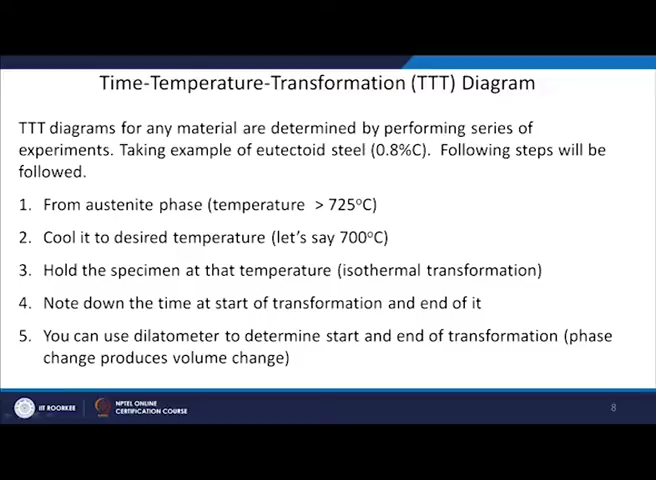 Time-Temperature-Transformation (TTT) Diagram
TTT diagrams for any material are determined by performing series of
experiments. Taking example of eutectoid steel (0.8%C).  Following steps will be
followed.
1. From austenite phase (temperature  > 725°C)
2. Cool it to desired temperature (let's say 700°C)
3. Hold the specimen at that temperature (isothermal transformation)
4. Note down the time at start of transformation and end of it
5. You can use dilatometer to determine start and end of transformation (phase
change produces volume change)
IIT ROORKEE
NPTEL ONLINE
CERTIFICATION COURSE
8